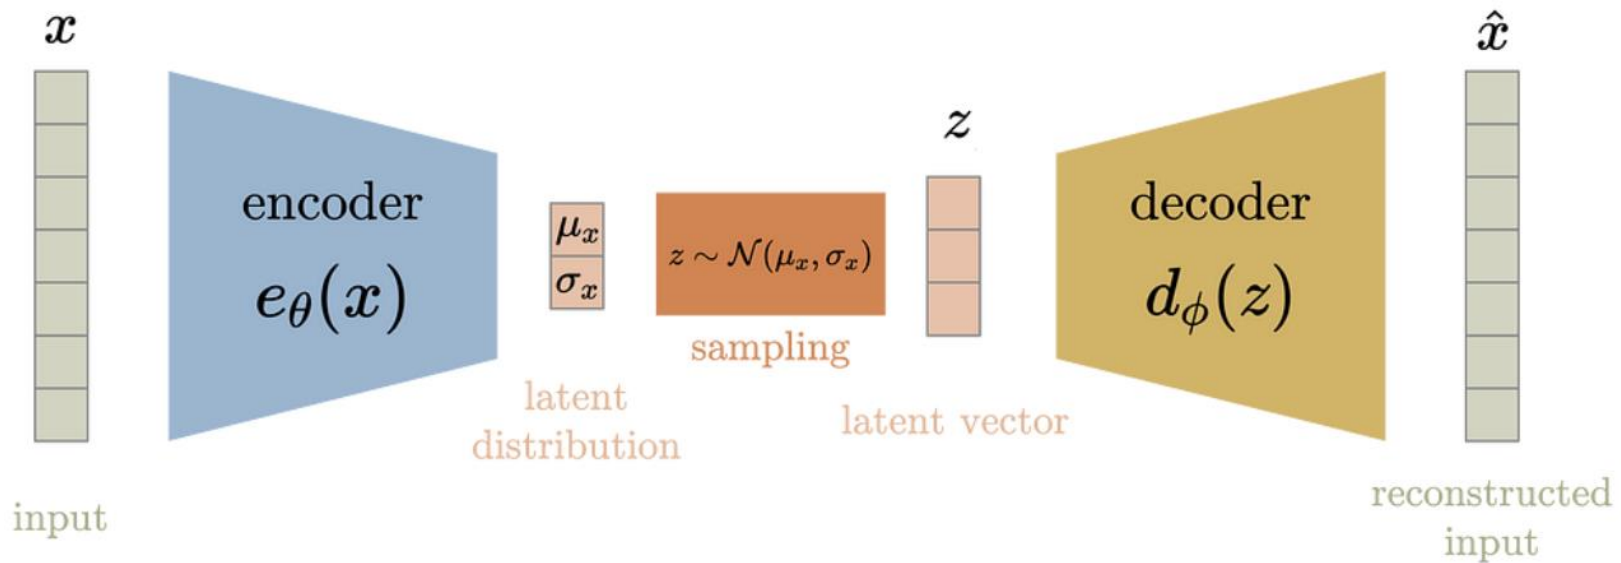 x
input
encoder
e_θ(x)
μ_x
σ_x
latent
distribution
z ∼ 𝒩(μ_x, σ_x)
sampling
z
latent vector
decoder
d_ϕ(z)
x̂
reconstructed
input